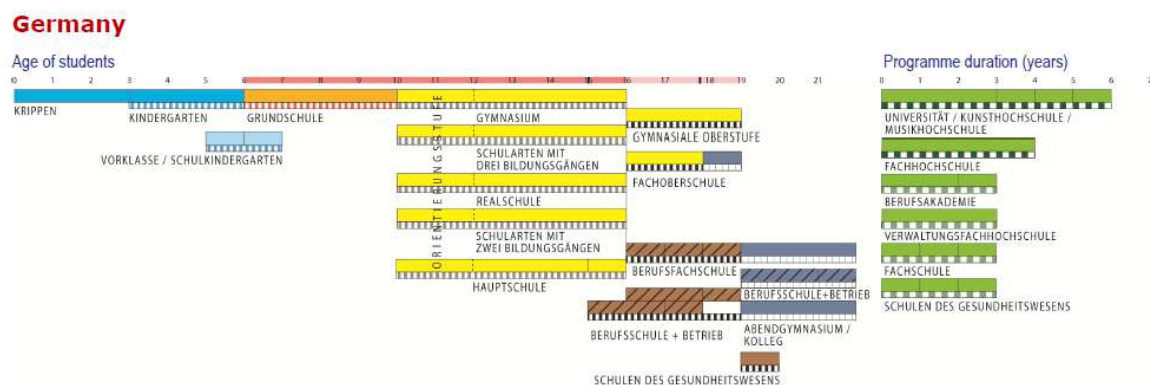 Germany
Age of students
Programme duration (years)
0 1 2 3 4 5 6 7 8 9 10 11 12 13 14 15 16 17 18 19 20 21
0 1 2 3 4 5 6 7
KRIPPEN
KINDERGARTEN
GRUNDSCHULE
GYMNASIUM
VORKLASSE / SCHULKINDERGARTEN
ORIENTIERUNGSSTUFE
SCHULARTEN MIT
DREI BILDUNGSGÄNGEN
REALSCHULE
SCHULARTEN MIT
ZWEI BILDUNGSGÄNGEN
HAUPTSCHULE
GYMNASIALE OBERSTUFE
FACHOBERSCHULE
BERUFSFACHSCHULE
BERUFSSCHULE+BETRIEB
BERUFSSCHULE + BETRIEB
ABENDGYMNASIUM /
KOLLEG
SCHULEN DES GESUNDHEITSWESENS
UNIVERSITÄT / KUNSTHOCHSCHULE /
MUSIKHOCHSCHULE
FACHHOCHSCHULE
BERUFSAKADEMIE
VERWALTUNGSFACHHOCHSCHULE
FACHSCHULE
SCHULEN DES GESUNDHEITSWESENS